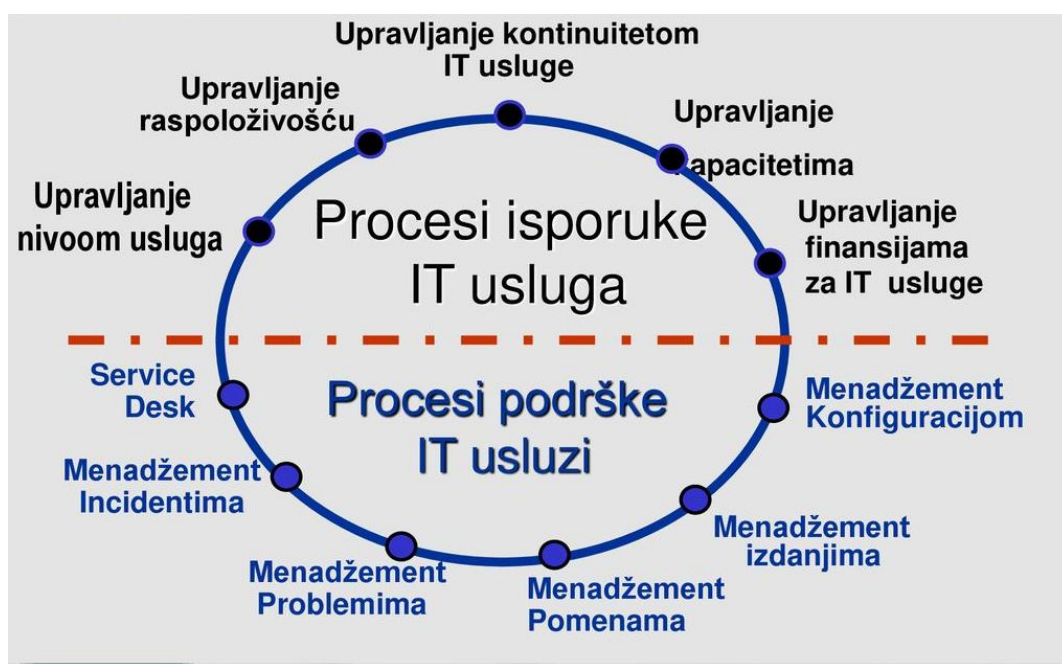 Upravljanje kontinuitetom
IT usluge
Upravljanje
raspoloživošću
Upravljanje
kapacitetima
Upravljanje
nivoom usluga
Upravljanje
finansijama
za IT usluge
Procesi isporuke
IT usluga
Service
Desk
Procesi podrške
IT usluzi
Menadžement
Konfiguracijom
Menadžement
Incidentima
Menadžement
izdanjima
Menadžement
Problemima
Menadžement
Pomenama